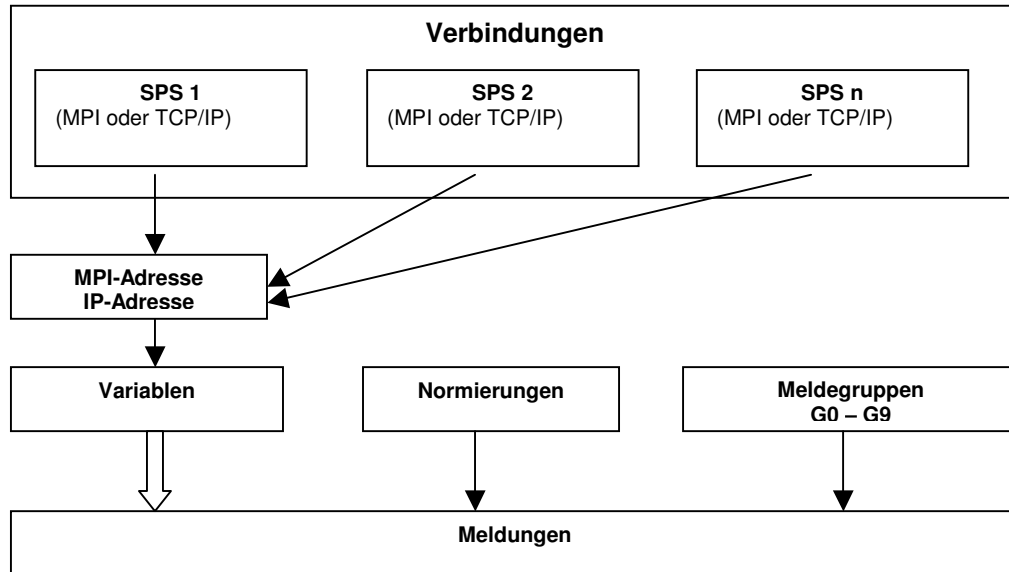 Verbindungen
SPS 1
(MPI oder TCP/IP)
SPS 2
(MPI oder TCP/IP)
SPS n
(MPI oder TCP/IP)
MPI-Adresse
IP-Adresse
Variablen
Normierungen
Meldegruppen
G0 – G9
Meldungen